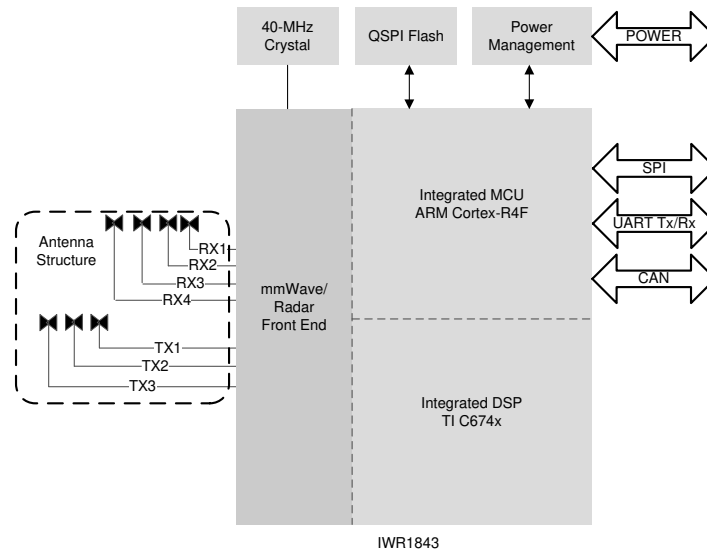 40-MHz
Crystal
QSPI Flash
Power
Management
POWER
SPI
Integrated MCU
ARM Cortex-R4F
UART Tx/Rx
CAN
Antenna
Structure
RX1
RX2
RX3
RX4
mmWave/
Radar
Front End
TX1
TX2
TX3
Integrated DSP
TI C674x
IWR1843